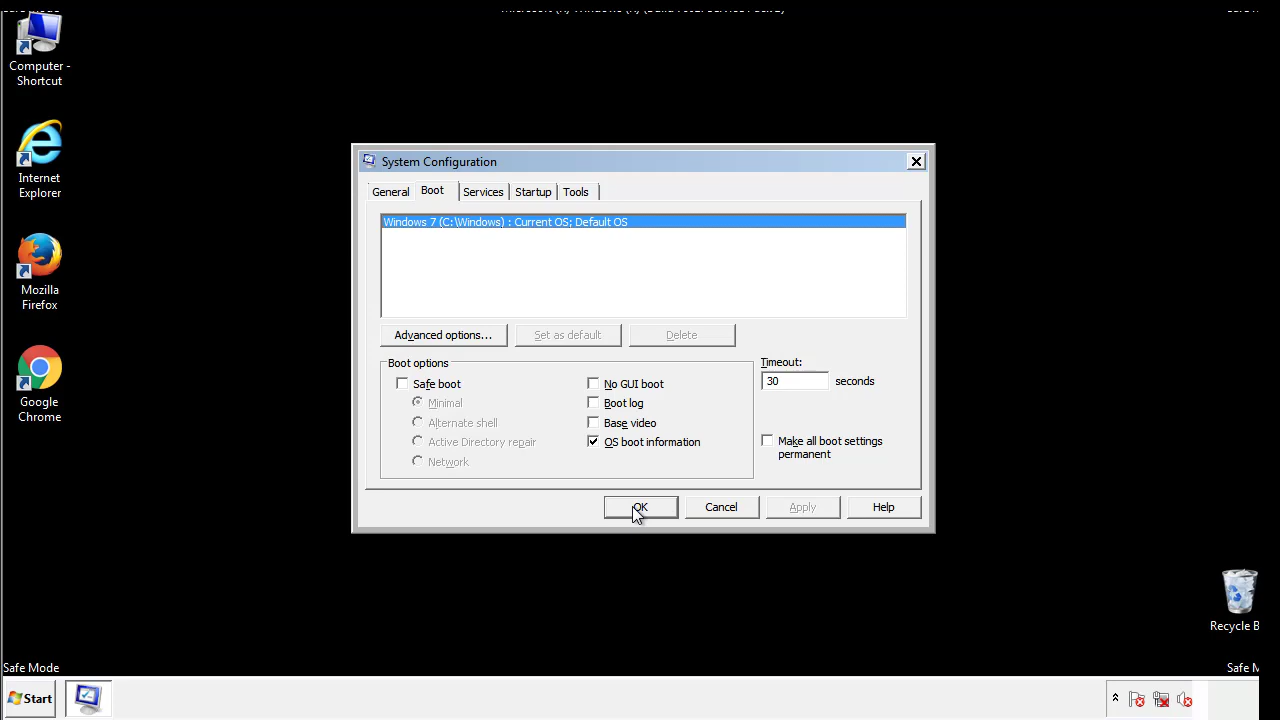 Computer -
Shortcut
Internet
Explorer
Mozilla
Firefox
Google
Chrome
System Configuration
General
Boot
Services
Startup
Tools
Windows 7 (C:\Windows) : Current OS; Default OS
Advanced options...
Set as default
Delete
Boot options
Safe boot
Minimal
Alternate shell
Active Directory repair
Network
No GUI boot
Boot log
Base video
OS boot information
Timeout:
30 seconds
Make all boot settings
permanent
OK
Cancel
Apply
Help
Recycle B
Safe Mode
Safe M
Start